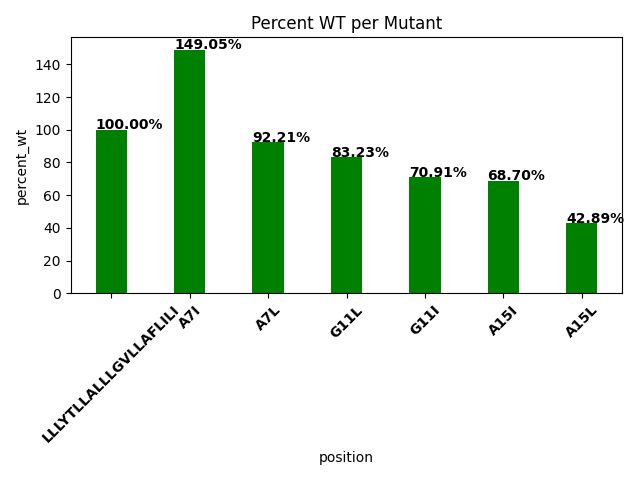 Percent WT per Mutant
149.05%
140
120
100.00%
100
92.21%
83.23%
80
70.91%
68.70%
60
42.89%
40
20
0
percent_wt
LLLYTLLALLLGVLLAFLILI
A7I
A7L
G11L
G11I
A15I
A15L
position